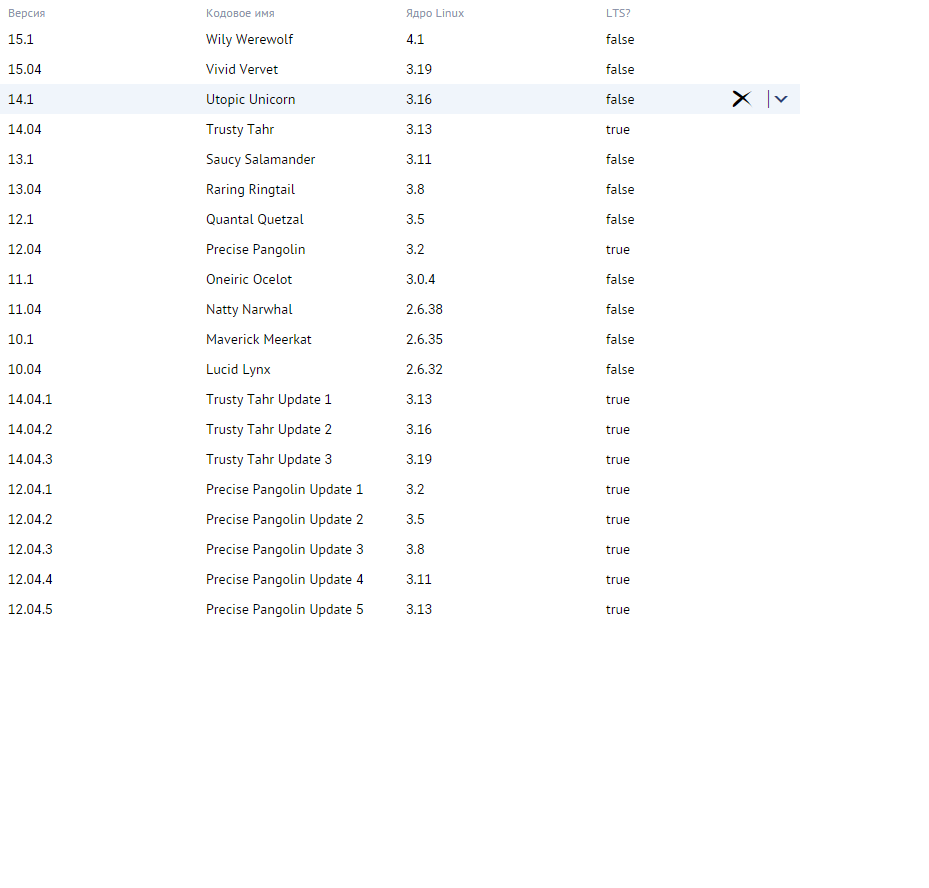 Версия Кодовое имя Ядро Linux LTS?
15.1 Wily Werewolf 4.1 false
15.04 Vivid Vervet 3.19 false
14.1 Utopic Unicorn 3.16 false
14.04 Trusty Tahr 3.13 true
13.1 Saucy Salamander 3.11 false
13.04 Raring Ringtail 3.8 false
12.1 Quantal Quetzal 3.5 false
12.04 Precise Pangolin 3.2 true
11.1 Oneiric Ocelot 3.0.4 false
11.04 Natty Narwhal 2.6.38 false
10.1 Maverick Meerkat 2.6.35 false
10.04 Lucid Lynx 2.6.32 false
14.04.1 Trusty Tahr Update 1 3.13 true
14.04.2 Trusty Tahr Update 2 3.16 true
14.04.3 Trusty Tahr Update 3 3.19 true
12.04.1 Precise Pangolin Update 1 3.2 true
12.04.2 Precise Pangolin Update 2 3.5 true
12.04.3 Precise Pangolin Update 3 3.8 true
12.04.4 Precise Pangolin Update 4 3.11 true
12.04.5 Precise Pangolin Update 5 3.13 true